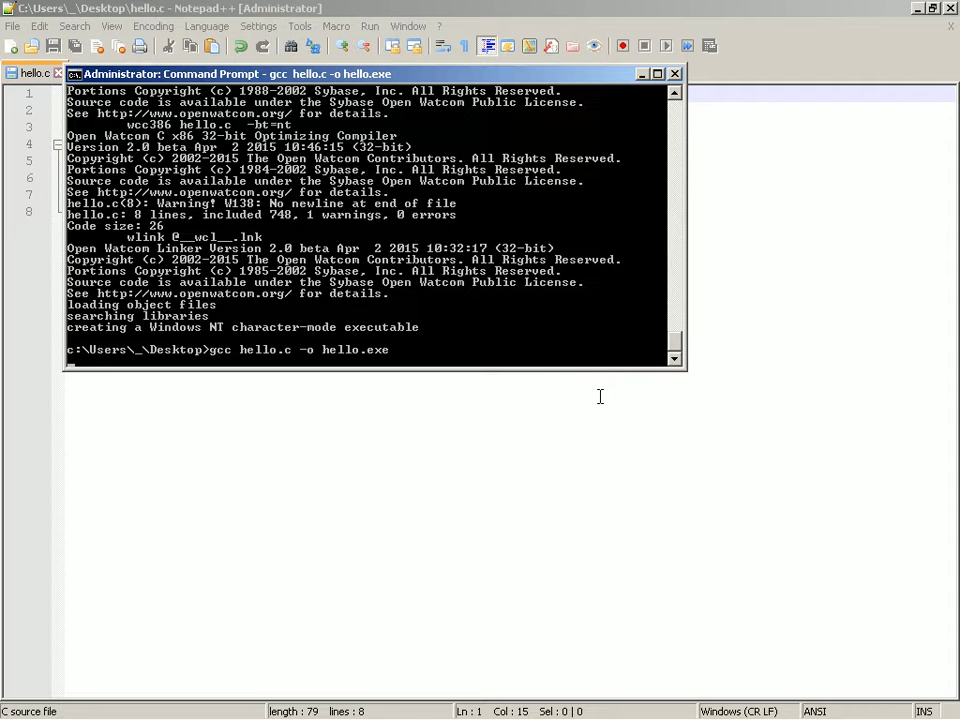 C:\Users\_\Desktop\hello.c - Notepad++ [Administrator]
File Edit Search View Encoding Language Settings Tools Macro Run Window ?
X
hello.c
Administrator: Command Prompt - gcc  hello.c -o hello.exe
1
2
3
4
5
6
7
8
Portions Copyright (c) 1988-2002 Sybase, Inc. All Rights Reserved.
Source code is available under the Sybase Open Watcom Public License.
See http://www.openwatcom.org/ for details.
wcc386 hello.c  -bt=nt
Open Watcom C x86 32-bit Optimizing Compiler
Version 2.0 beta Apr  2 2015 10:46:15 (32-bit)
Copyright (c) 2002-2015 The Open Watcom Contributors. All Rights Reserved.
Portions Copyright (c) 1984-2002 Sybase, Inc. All Rights Reserved.
Source code is available under the Sybase Open Watcom Public License.
See http://www.openwatcom.org/ for details.
hello.c(8): Warning! W138: No newline at end of file
hello.c: 8 lines, included 748, 1 warnings, 0 errors
Code size: 26
wlink @__wcl__.lnk
Open Watcom Linker Version 2.0 beta Apr  2 2015 10:32:17 (32-bit)
Copyright (c) 2002-2015 The Open Watcom Contributors. All Rights Reserved.
Portions Copyright (c) 1985-2002 Sybase, Inc. All Rights Reserved.
Source code is available under the Sybase Open Watcom Public License.
See http://www.openwatcom.org/ for details.
loading object files
searching libraries
creating a Windows NT character-mode executable
c:\Users\_\Desktop>gcc hello.c -o hello.exe
C source file length : 79 lines : 8 Ln : 1 Col : 15 Sel : 0 | 0 Windows (CR LF) ANSI INS